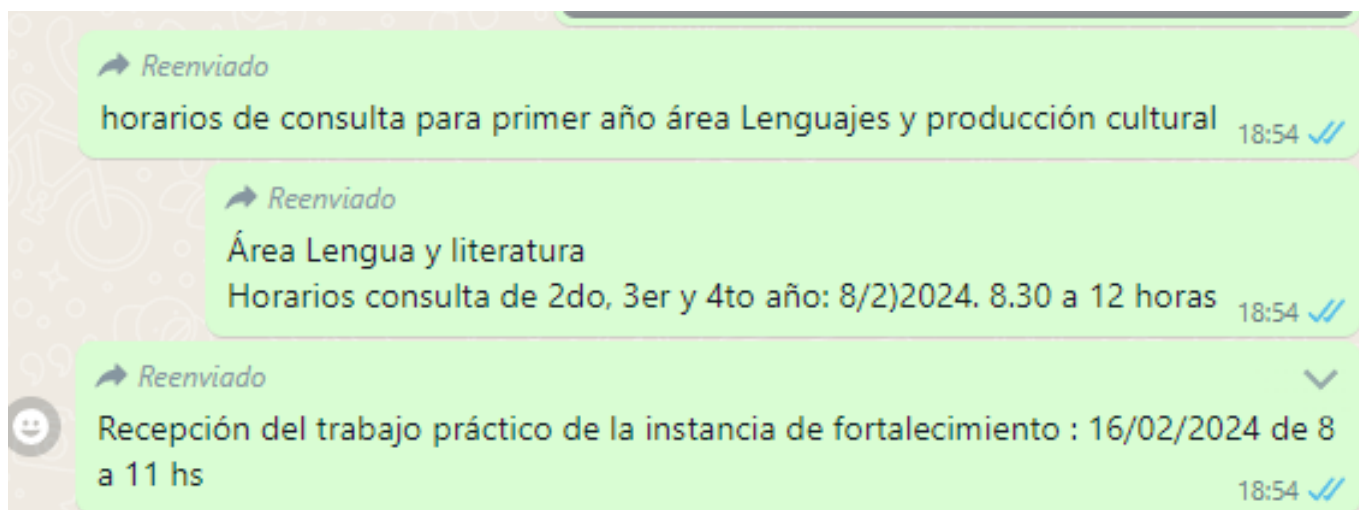 Reenviado
horarios de consulta para primer año área Lenguajes y producción cultural
18:54
Reenviado
Área Lengua y literatura
Horarios consulta de 2do, 3er y 4to año: 8/2)2024. 8.30 a 12 horas
18:54
Reenviado
Recepción del trabajo práctico de la instancia de fortalecimiento : 16/02/2024 de 8
a 11 hs
18:54